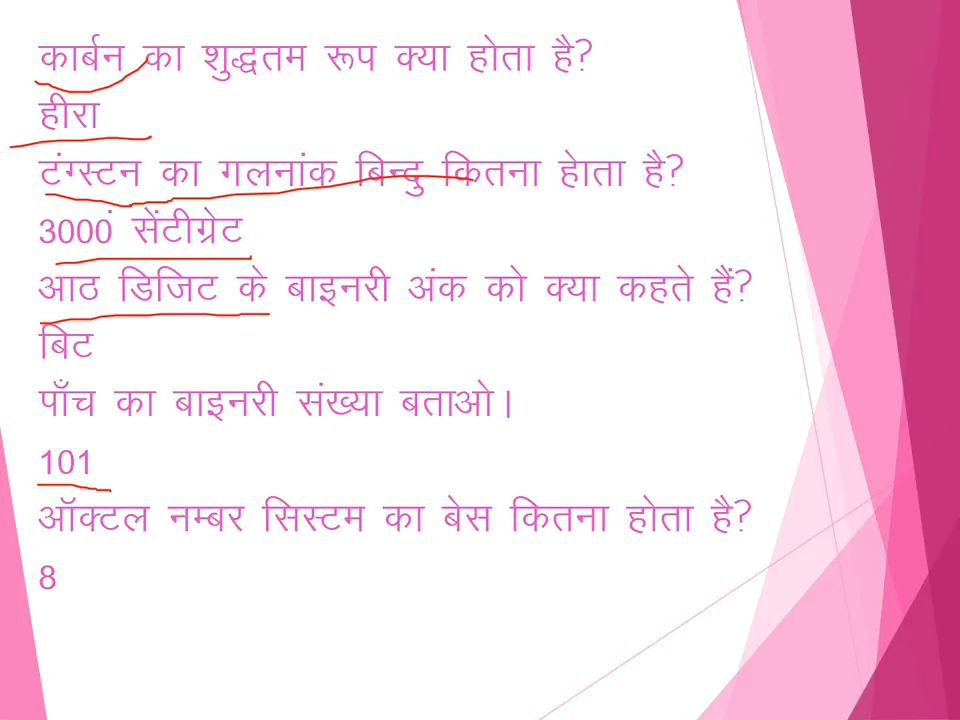 कार्बन का शुद्धतम रूप क्या होता है?
हीरा
टंग्स्टन का गलनांक बिन्दु कितना हेाता है?
3000ं सेंटीग्रेट
आठ डिजिट के बाइनरी अंक को क्या कहते हैं?
बिट
पाँच का बाइनरी संख्या बताओ।
101
ऑक्टल नम्बर सिस्टम का बेस कितना होता है?
8